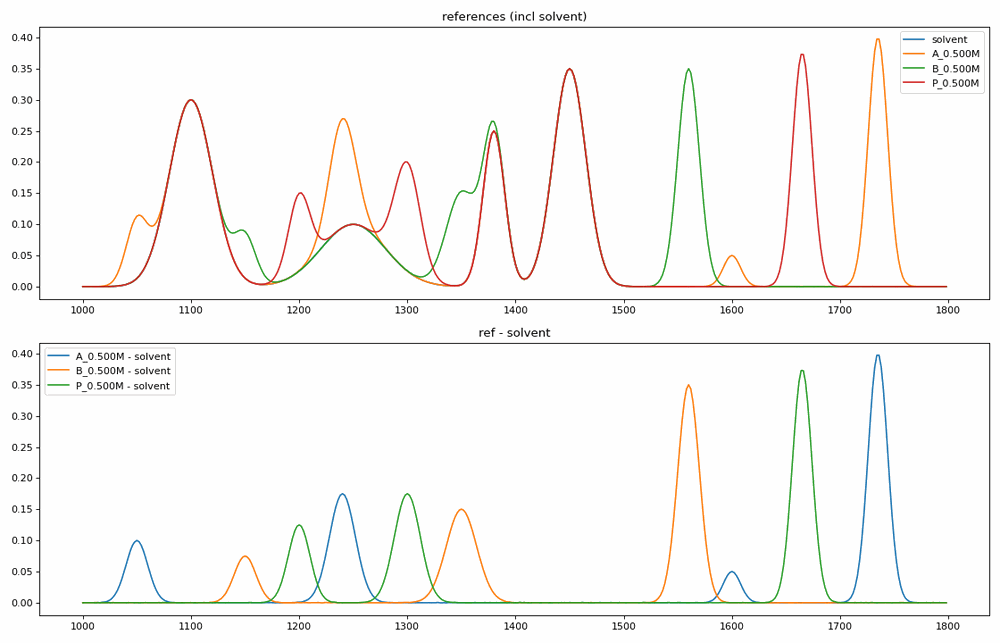 references (incl solvent)
0.40
0.35
0.30
0.25
0.20
0.15
0.10
0.05
0.00
solvent
A_0.500M
B_0.500M
P_0.500M
1000 1100 1200 1300 1400 1500 1600 1700 1800
ref - solvent
0.40
0.35
0.30
0.25
0.20
0.15
0.10
0.05
0.00
A_0.500M - solvent
B_0.500M - solvent
P_0.500M - solvent
1000 1100 1200 1300 1400 1500 1600 1700 1800